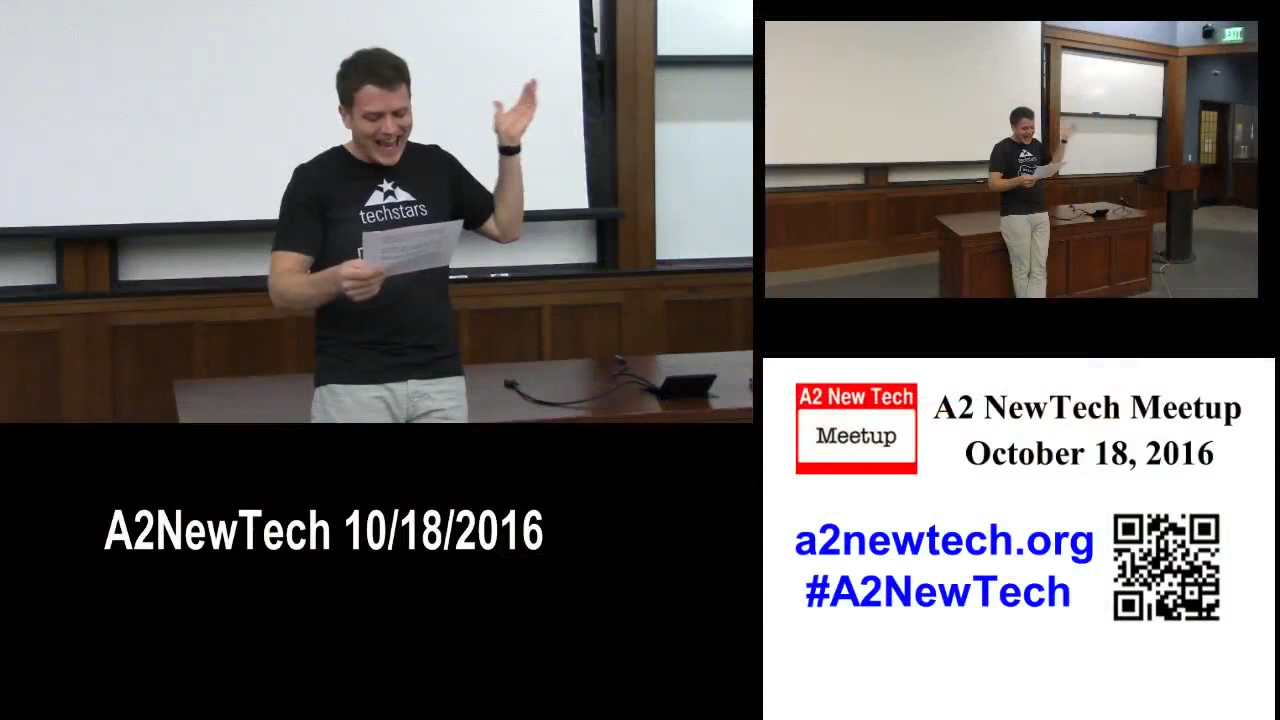 techstars
EXIT
techstars
A2NewTech 10/18/2016
A2 New Tech
Meetup
A2 NewTech Meetup
October 18, 2016
a2newtech.org
#A2NewTech